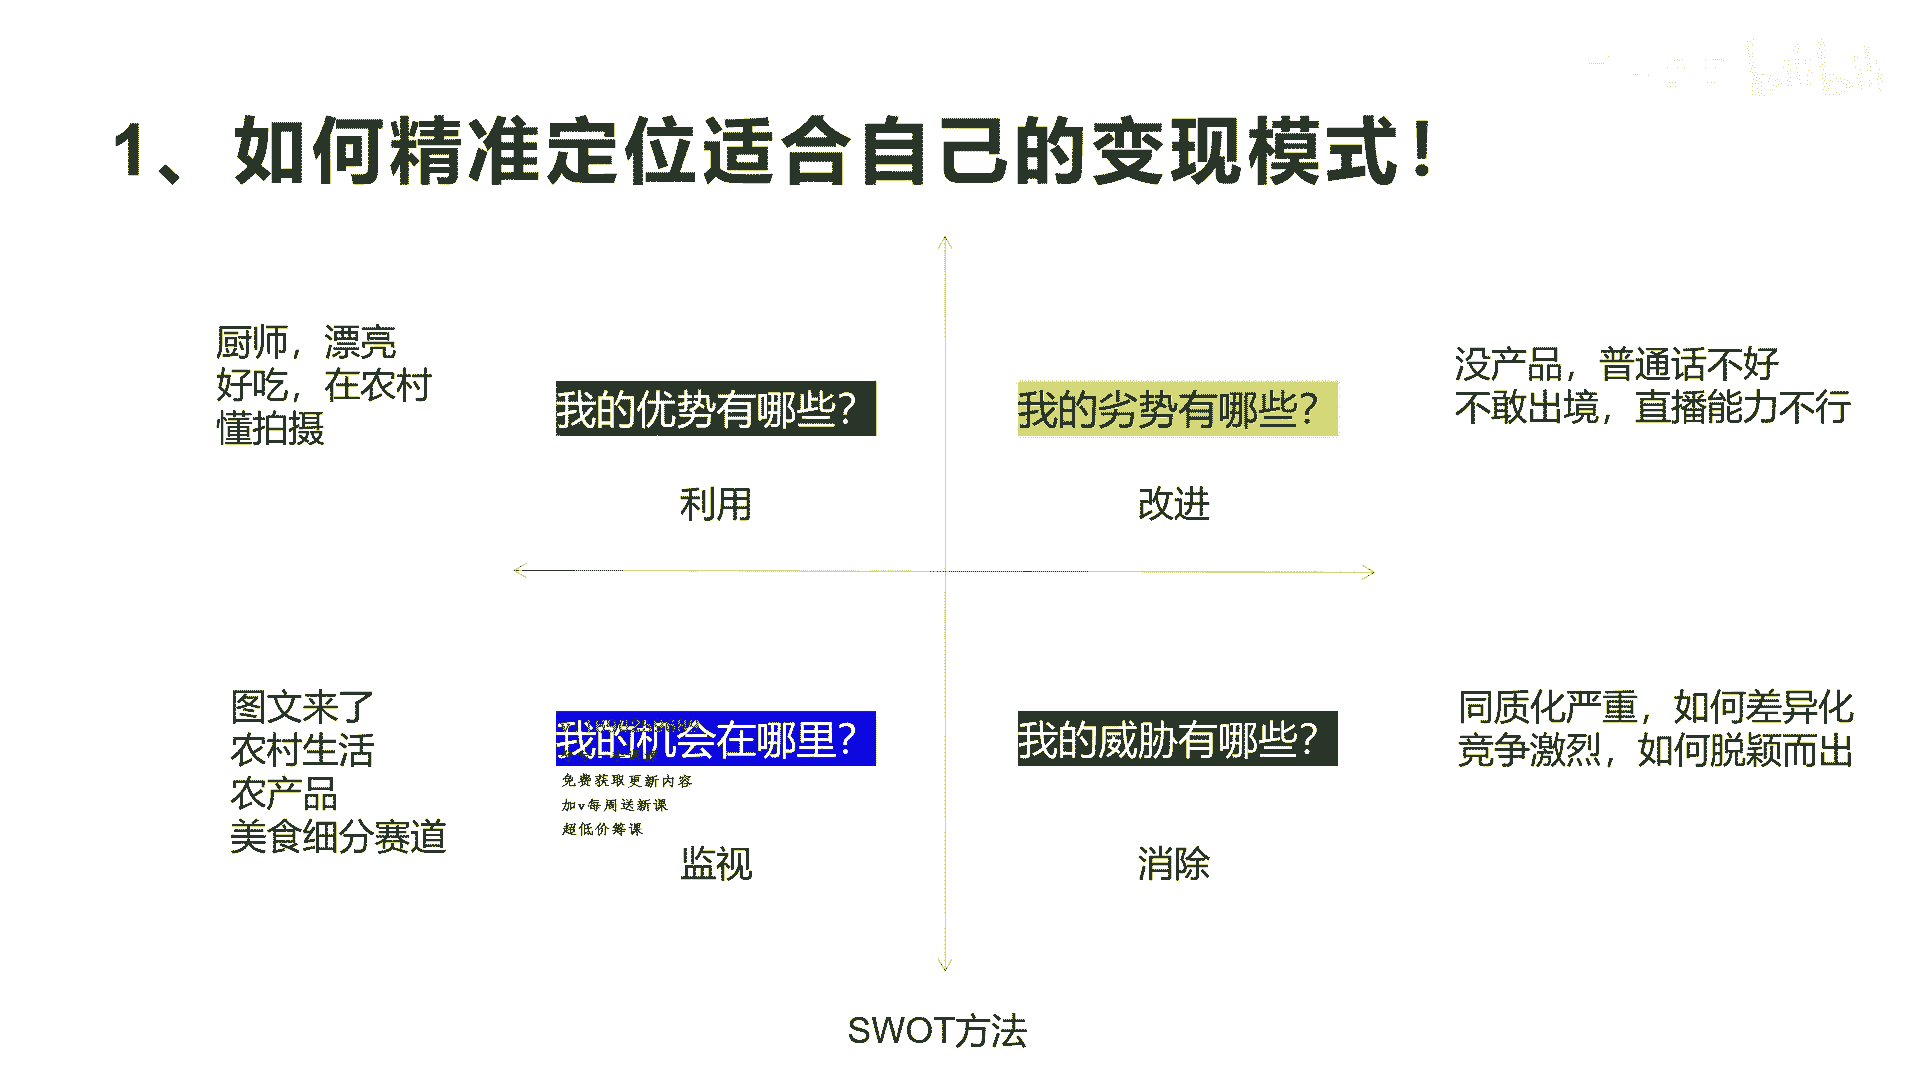 1、如何精准定位适合自己的变现模式！
厨师，漂亮
好吃，在农村
懂拍摄
我的优势有哪些？
利用
我的劣势有哪些？
改进
没产品，普通话不好
不敢出境，直播能力不行
图文来了
农村生活
农产品
美食细分赛道
我的机会在哪里？
免费获取更新内容
加v每周送新课
超低价筹课
监视
我的威胁有哪些？
消除
同质化严重，如何差异化
竞争激烈，如何脱颖而出
SWOT方法